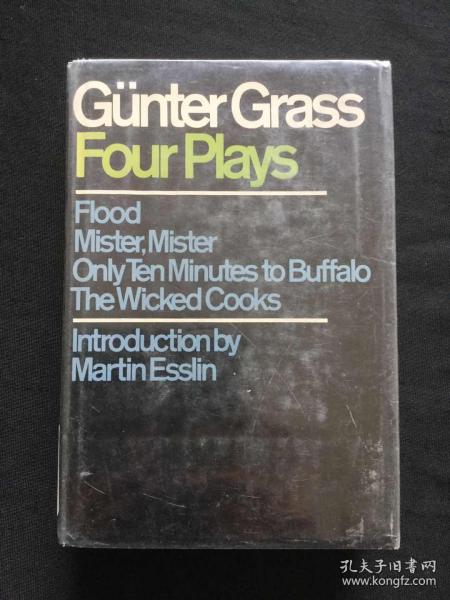 Günter Grass
Four Plays
Flood
Mister, Mister
Only Ten Minutes to Buffalo
The Wicked Cooks
Introduction by
Martin Esslin
孔夫子旧书网
www.kongfz.com